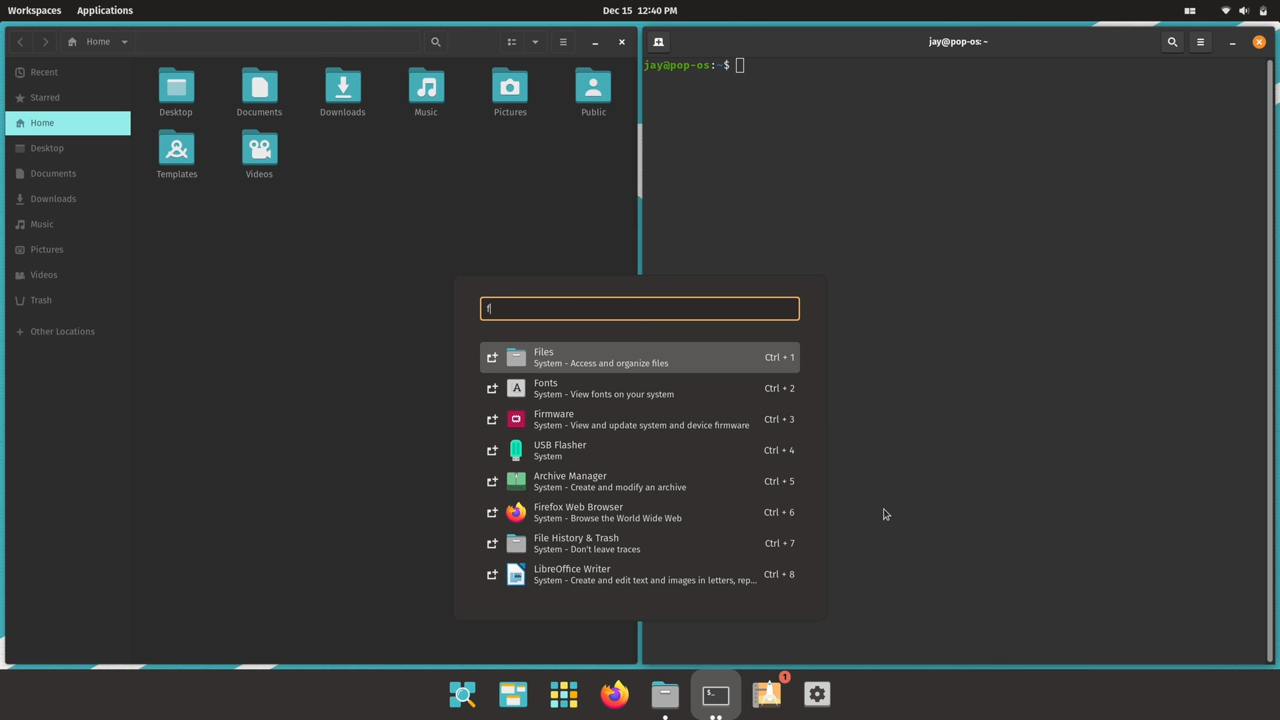 Workspaces Applications Dec 15 12:40 PM
Home
jay@pop-os: ~
jay@pop-os:~$
Recent
Starred
Home
Desktop
Documents
Downloads
Music
Pictures
Videos
Trash
Other Locations
Desktop Documents Downloads Music Pictures Public
Templates Videos
f
Files
System - Access and organize files Ctrl + 1
Fonts
System - View fonts on your system Ctrl + 2
Firmware
System - View and update system and device firmware Ctrl + 3
USB Flasher
System Ctrl + 4
Archive Manager
System - Create and modify an archive Ctrl + 5
Firefox Web Browser
System - Browse the World Wide Web Ctrl + 6
File History & Trash
System - Don't leave traces Ctrl + 7
LibreOffice Writer
System - Create and edit text and images in letters, rep... Ctrl + 8
1